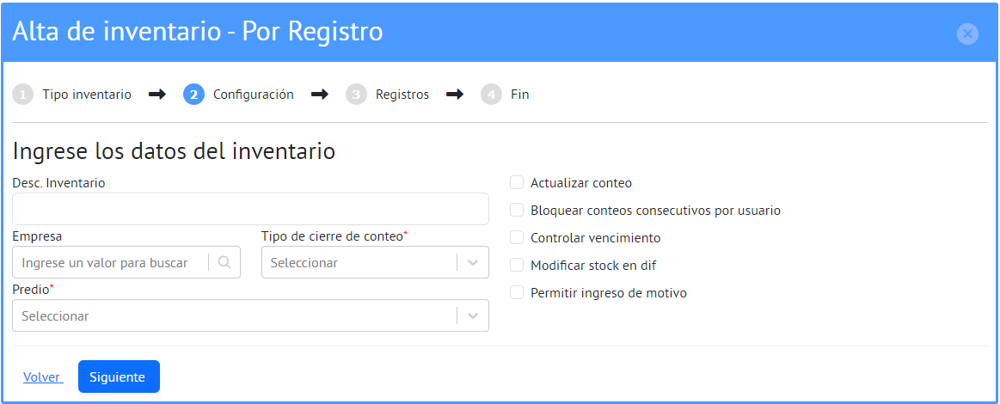 Alta de inventario - Por Registro
1 Tipo inventario 2 Configuración 3 Registros 4 Fin
Ingrese los datos del inventario
Desc. Inventario
Empresa Tipo de cierre de conteo*
Ingrese un valor para buscar Seleccionar
Predio*
Seleccionar
Actualizar conteo
Bloquear conteos consecutivos por usuario
Controlar vencimiento
Modificar stock en dif
Permitir ingreso de motivo
Volver Siguiente